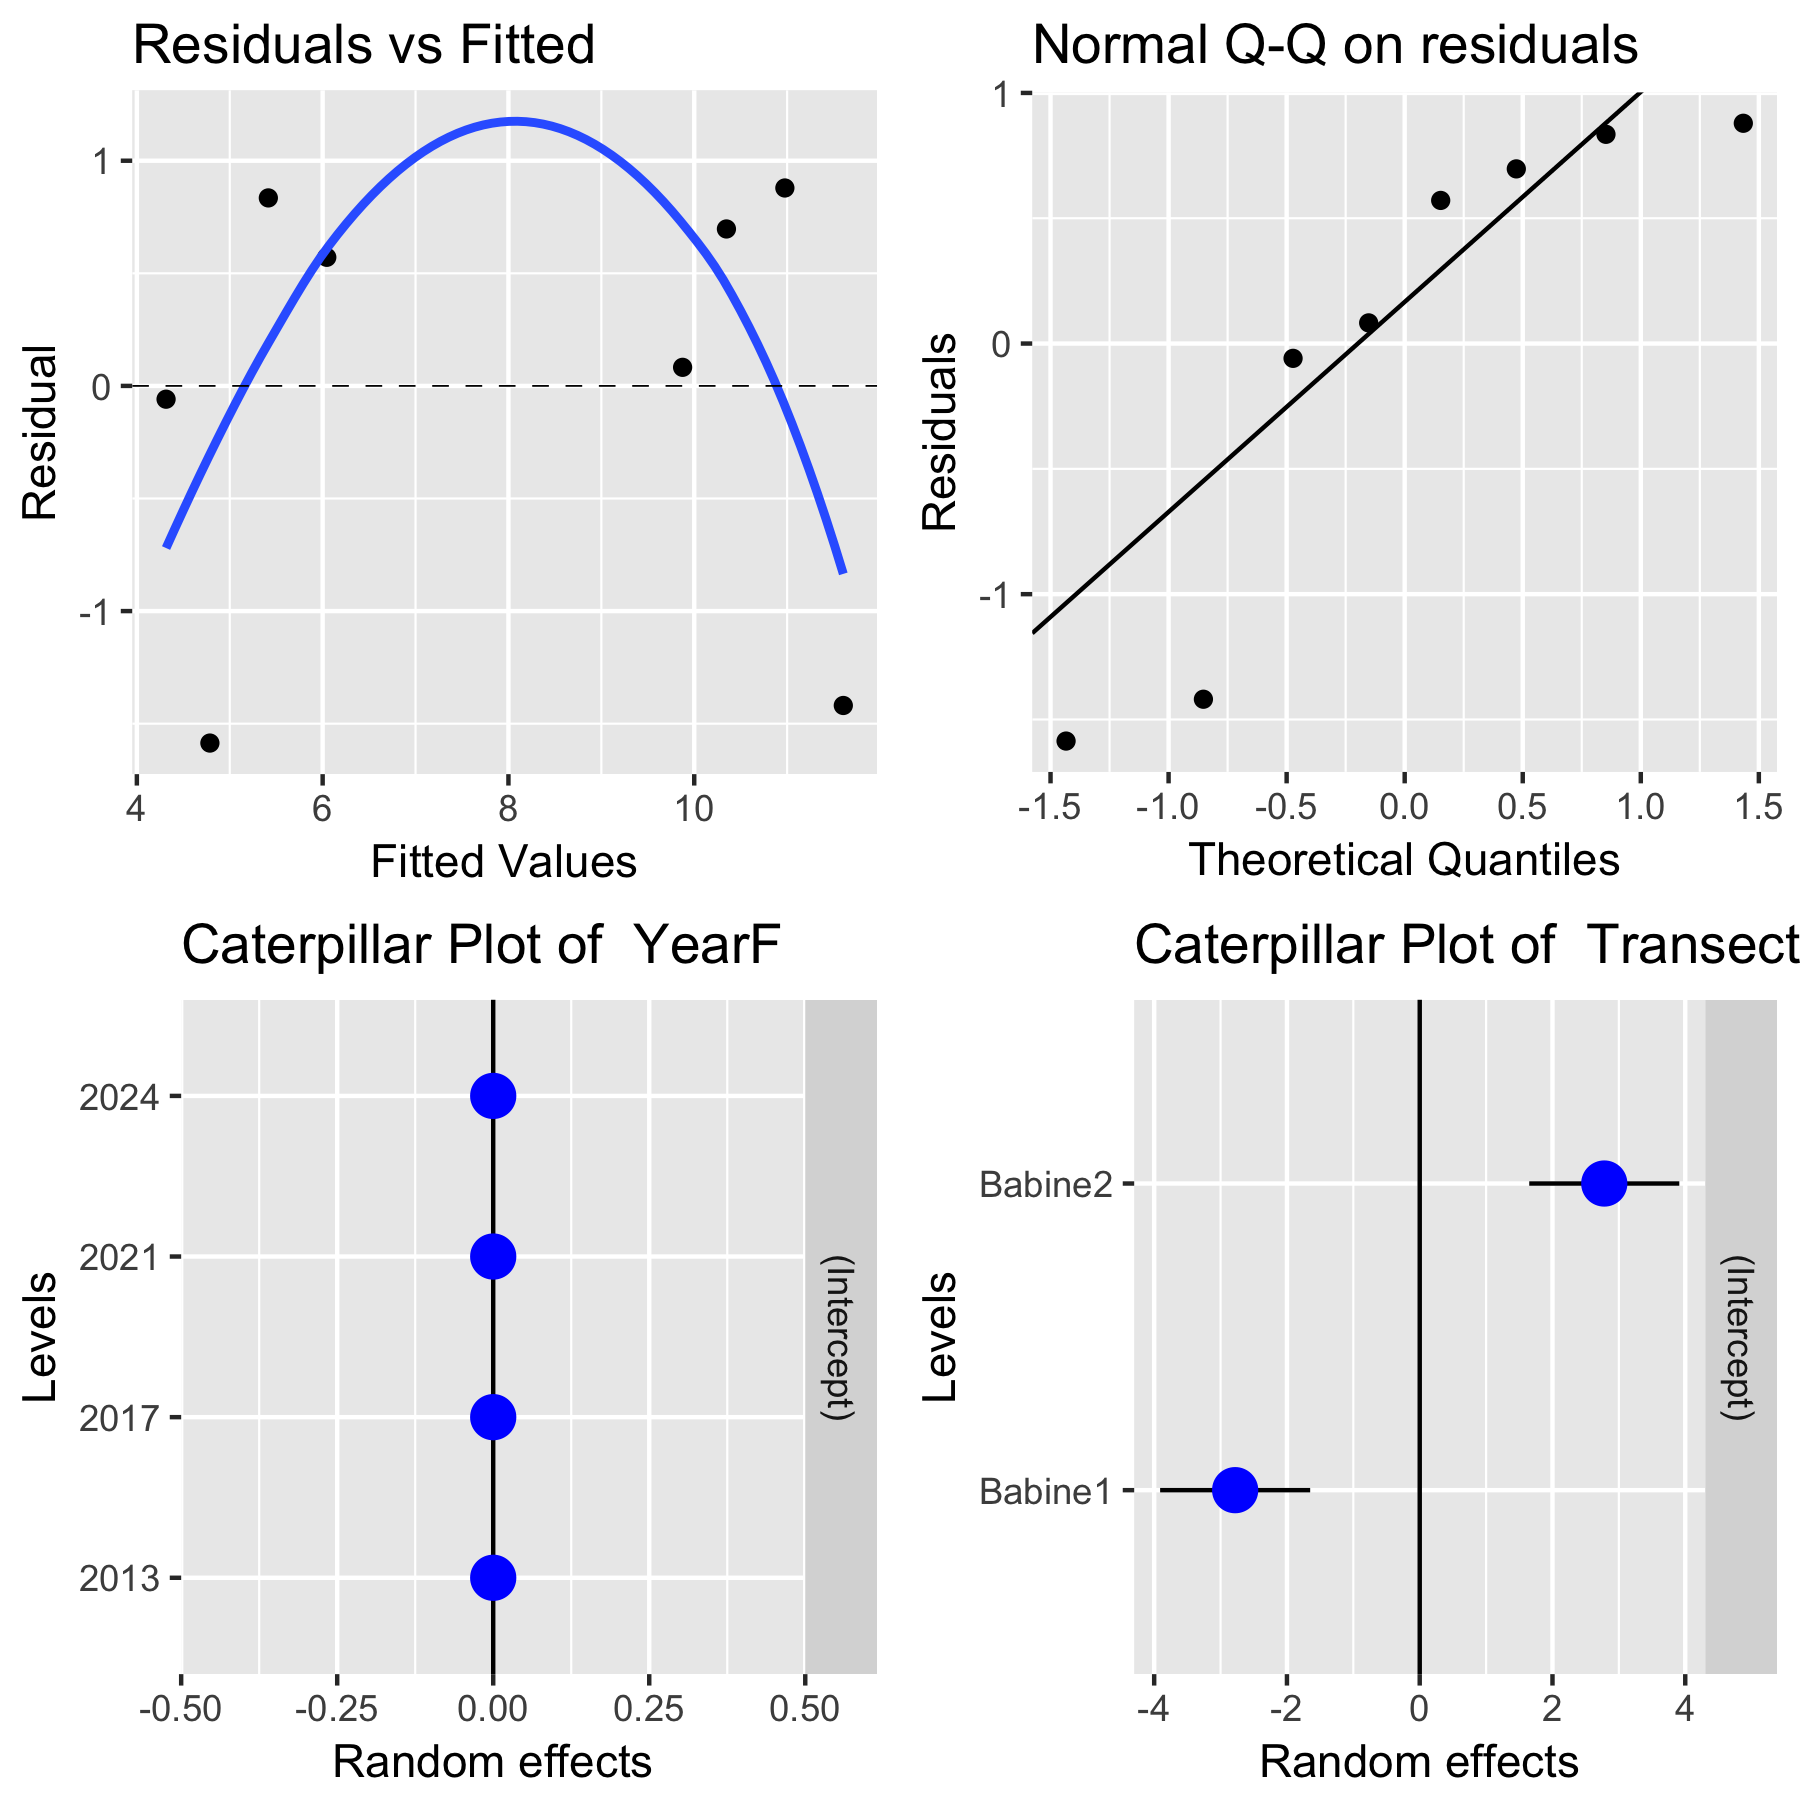 Residuals vs Fitted
1
0
-1
4 6 8 10
Residual
Fitted Values
Normal Q-Q on residuals
1
0
-1
-1.5 -1.0 -0.5 0.0 0.5 1.0 1.5
Residuals
Theoretical Quantiles
Caterpillar Plot of  YearF
2024
2021
2017
2013
-0.50 -0.25 0.00 0.25 0.50
Levels
(Intercept)
Random effects
Caterpillar Plot of  Transect
Babine2
Babine1
-4 -2 0 2 4
Levels
(Intercept)
Random effects